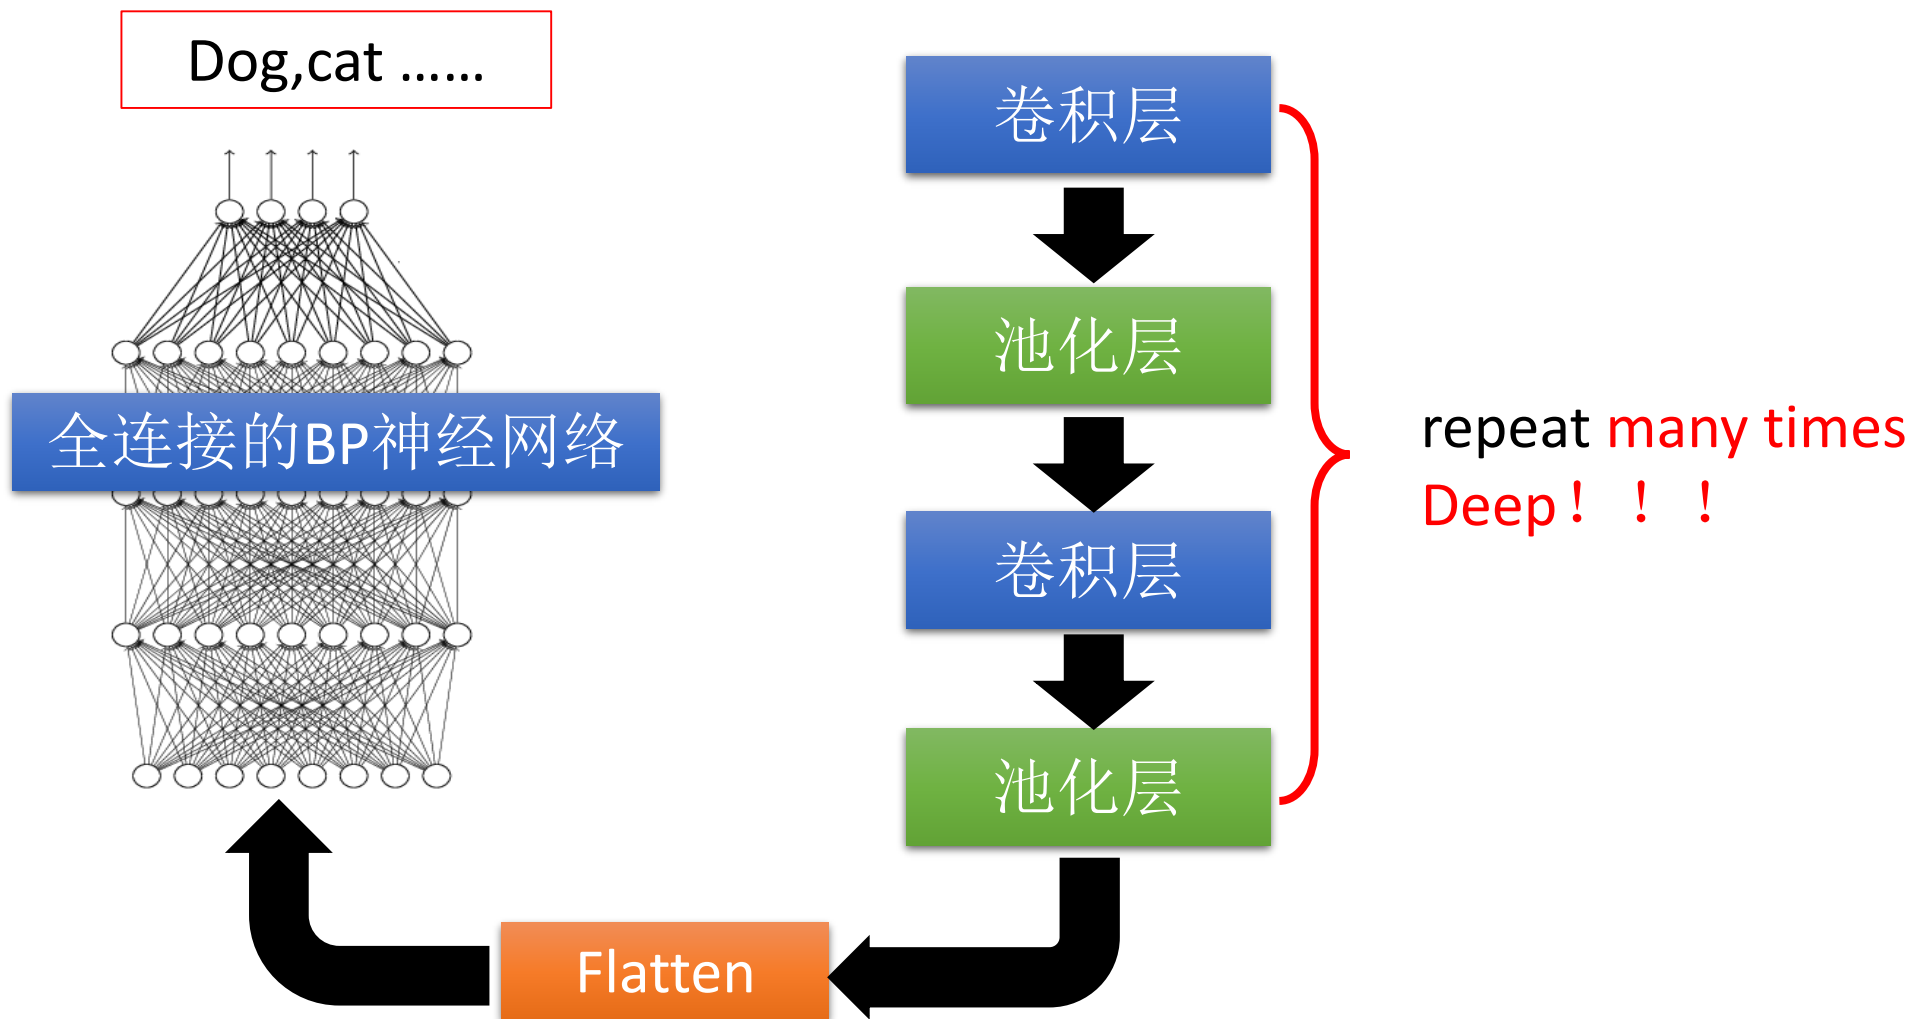 Dog,cat ……
卷积层
池化层
全连接的BP神经网络
repeat many times
Deep！！！
卷积层
池化层
Flatten